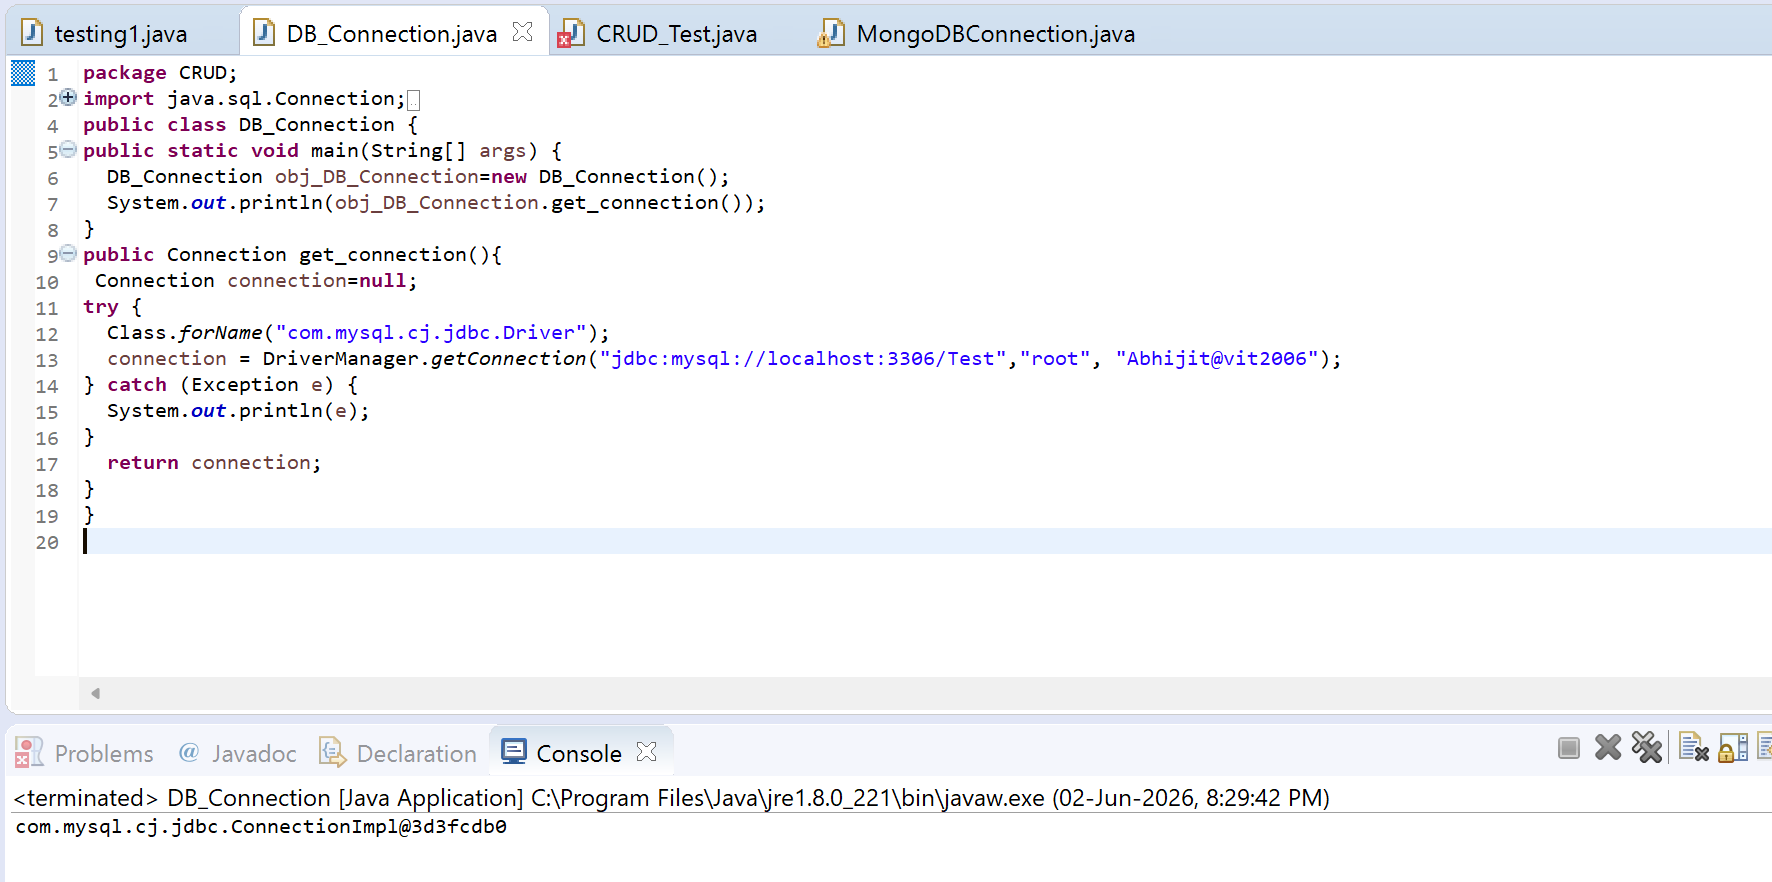 testing1.java DB_Connection.java CRUD_Test.java MongoDBConnection.java
1 package CRUD;
2 import java.sql.Connection;
4 public class DB_Connection {
5 public static void main(String[] args) {
6 DB_Connection obj_DB_Connection=new DB_Connection();
7 System.out.println(obj_DB_Connection.get_connection());
8 }
9 public Connection get_connection(){
10 Connection connection=null;
11 try {
12 Class.forName("com.mysql.cj.jdbc.Driver");
13 connection = DriverManager.getConnection("jdbc:mysql://localhost:3306/Test","root", "Abhijit@vit2006");
14 } catch (Exception e) {
15 System.out.println(e);
16 }
17 return connection;
18 }
19 }
20
Problems @ Javadoc Declaration Console
<terminated> DB_Connection [Java Application] C:\Program Files\Java\jre1.8.0_221\bin\javaw.exe (02-Jun-2026, 8:29:42 PM)
com.mysql.cj.jdbc.ConnectionImpl@3d3fcdb0